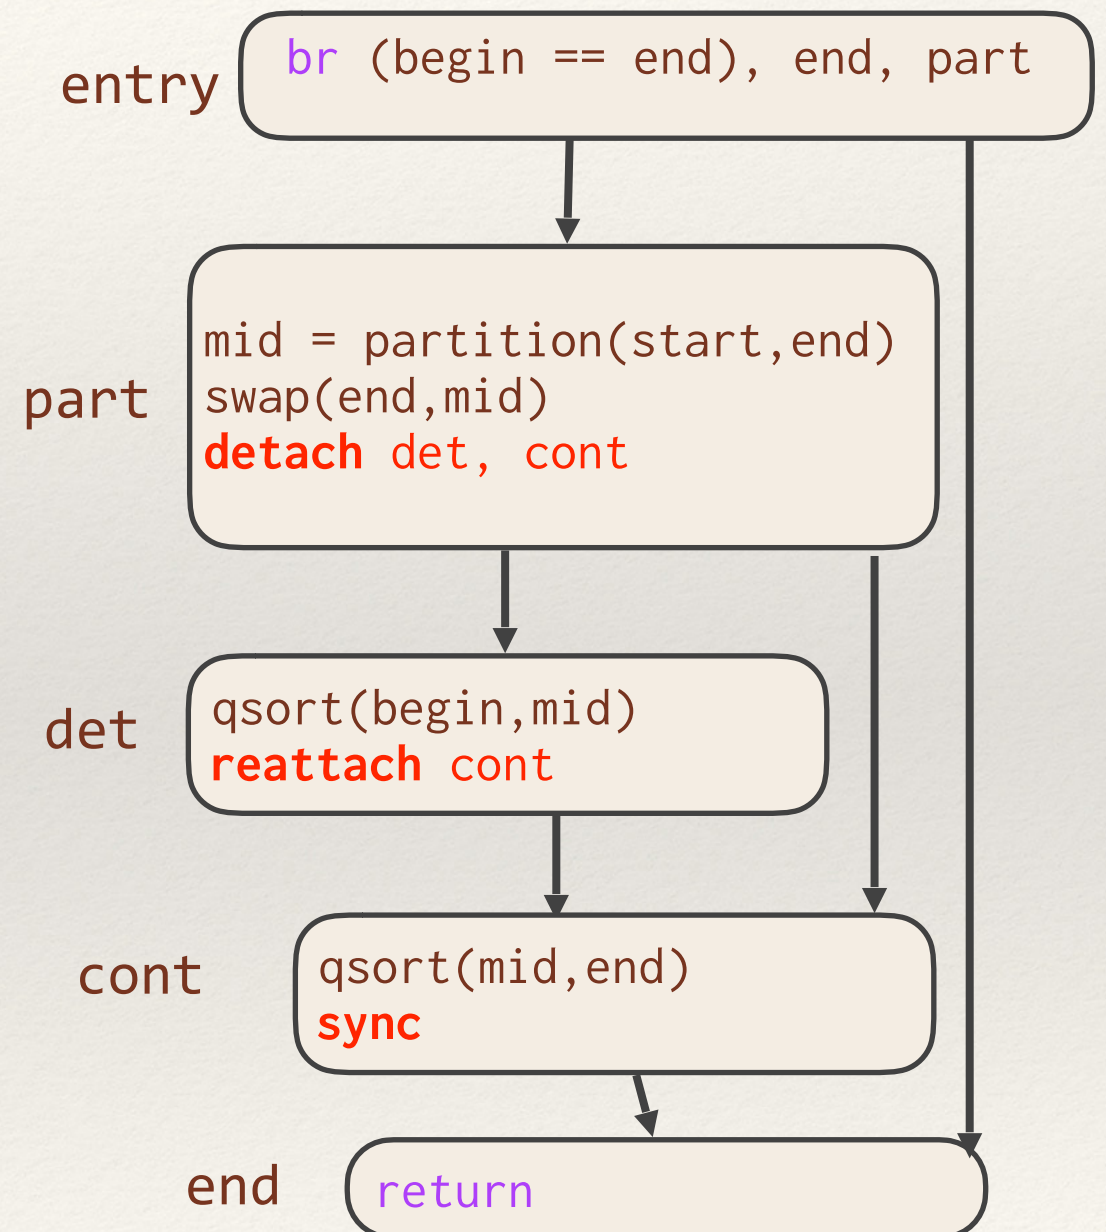 entry
br (begin == end), end, part
part
mid = partition(start,end)
swap(end,mid)
detach det, cont
det
qsort(begin,mid)
reattach cont
cont
qsort(mid,end)
sync
end
return